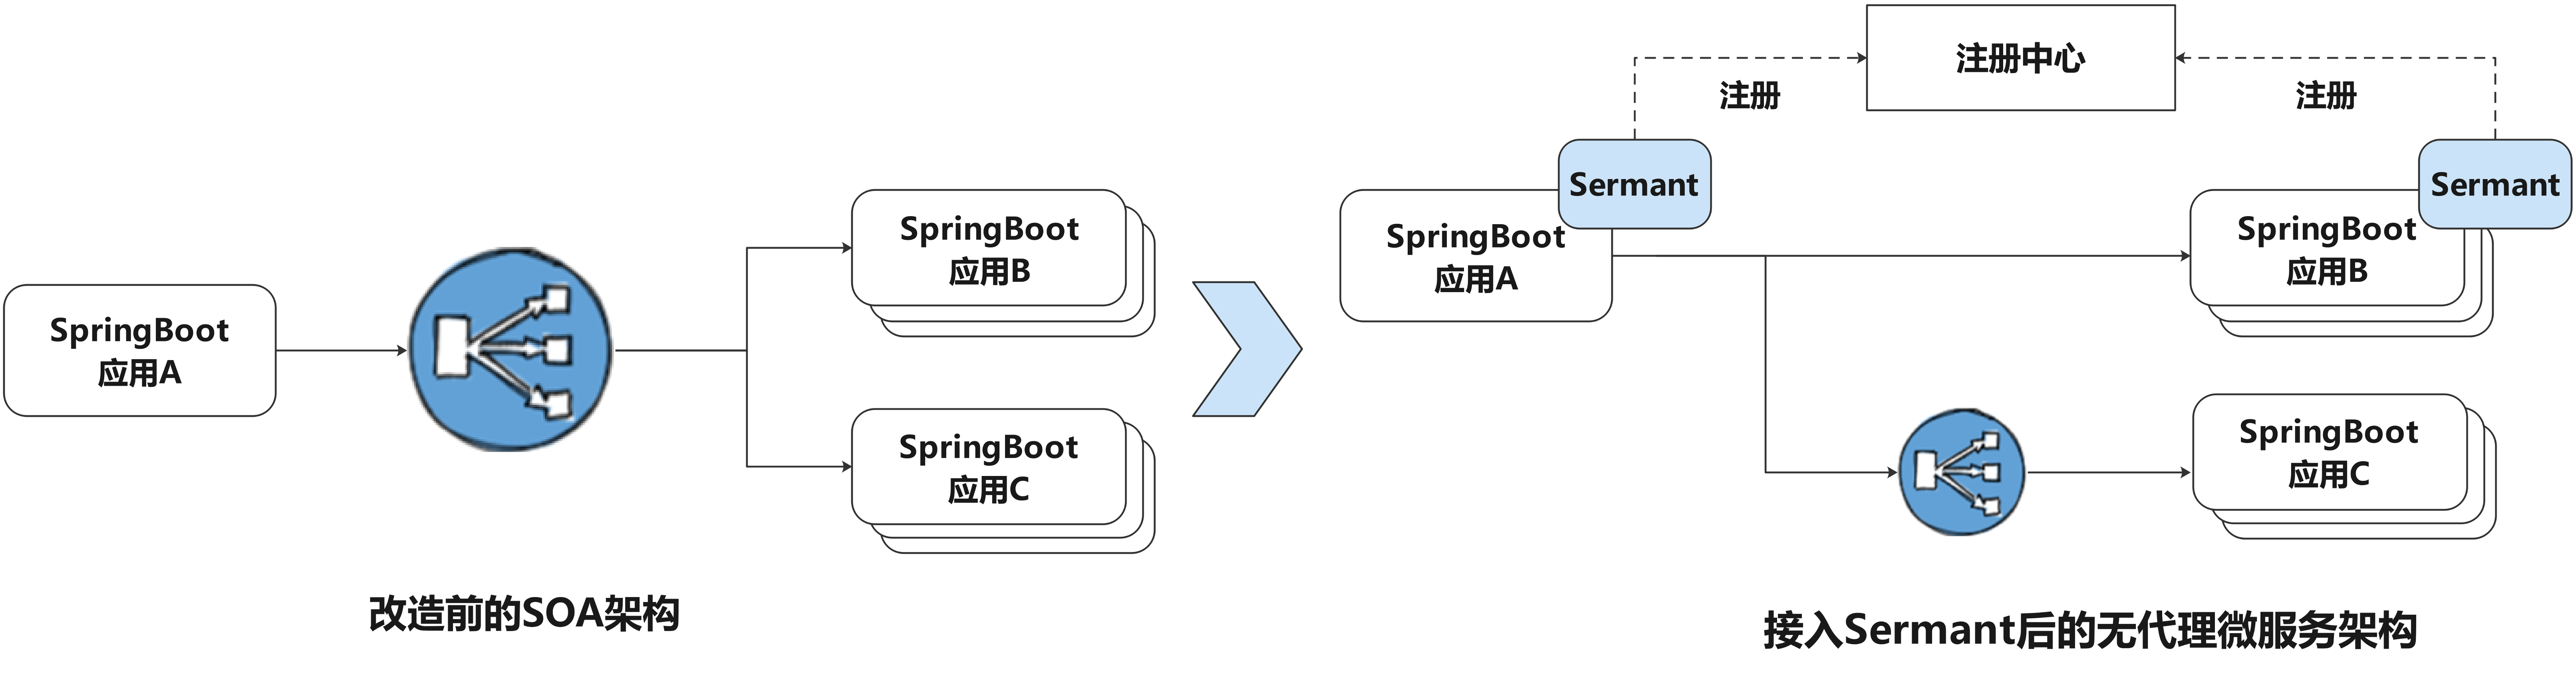 SpringBoot
应用A
SpringBoot
应用B
SpringBoot
应用C
改造前的SOA架构
注册中心
注册
注册
Sermant
Sermant
SpringBoot
应用A
SpringBoot
应用B
SpringBoot
应用C
接入Sermant后的无代理微服务架构